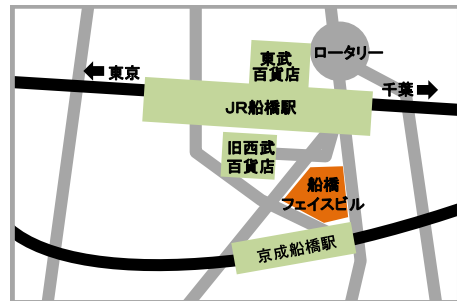 東武
百貨店
ロータリー
東京
千葉
JR船橋駅
旧西武
百貨店
船橋
フェイスビル
京成船橋駅